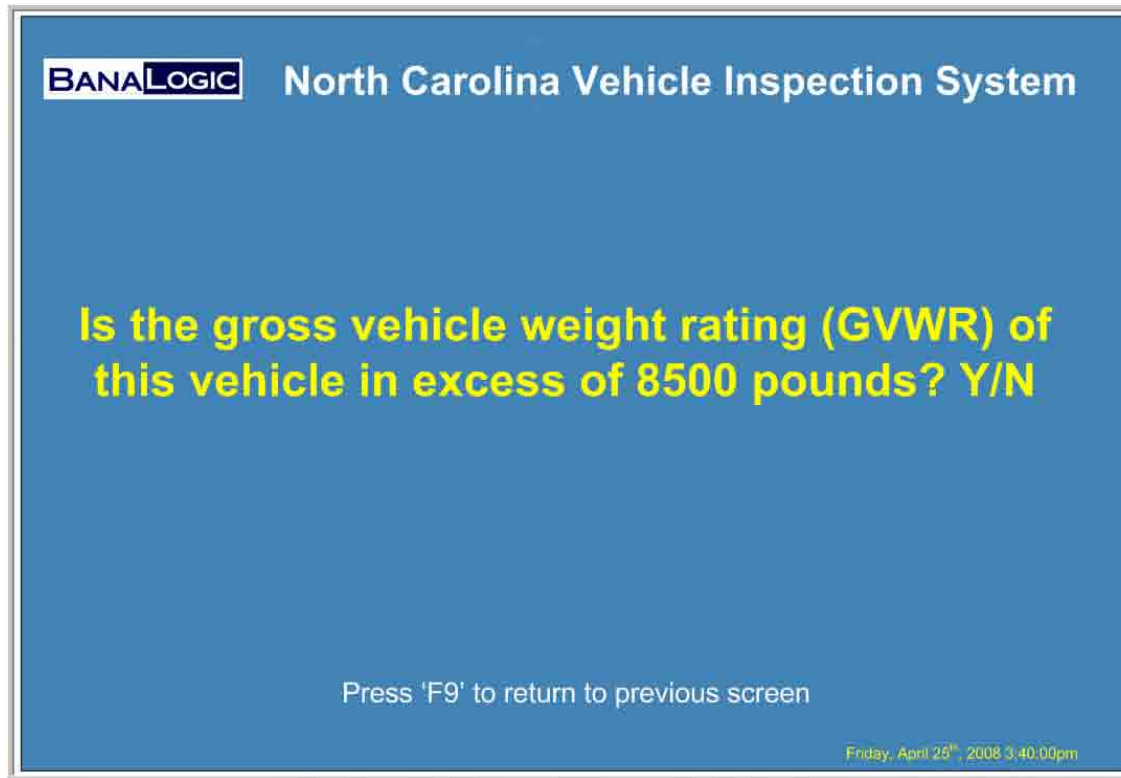 BANALOGIC North Carolina Vehicle Inspection System
Is the gross vehicle weight rating (GVWR) of
this vehicle in excess of 8500 pounds? Y/N
Press ‘F9’ to return to previous screen
Friday, April 25th, 2008 3:40:00pm